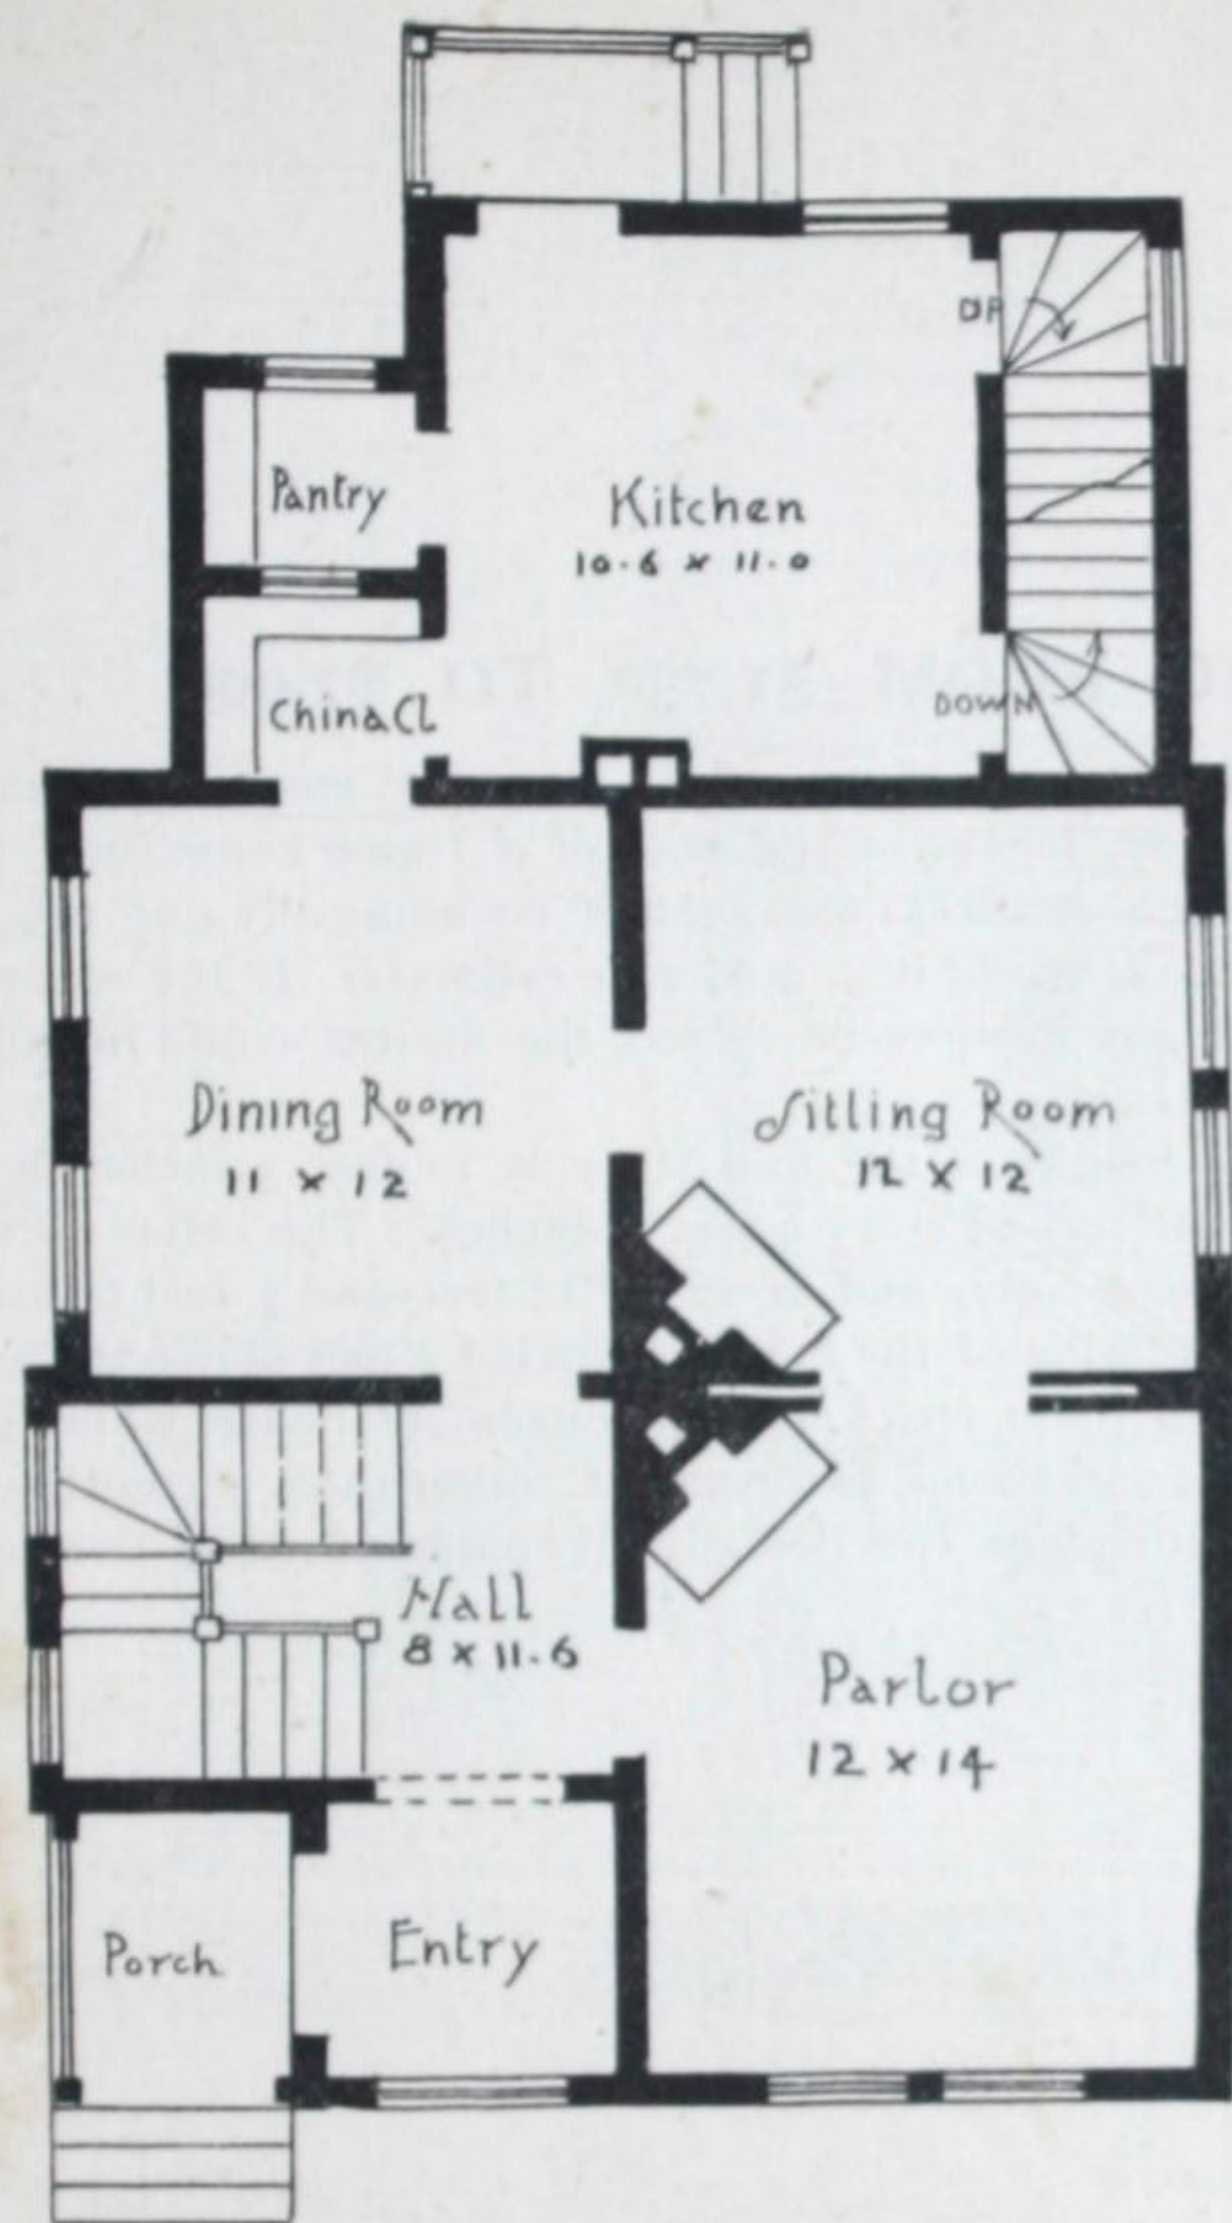 UP
Pantry
Kitchen
10.6 x 11.0
DOWN
China Cl
Dining Room
11 x 12
Sitting Room
12 x 12
Hall
8 x 11.6
Parlor
12 x 14
Porch
Entry